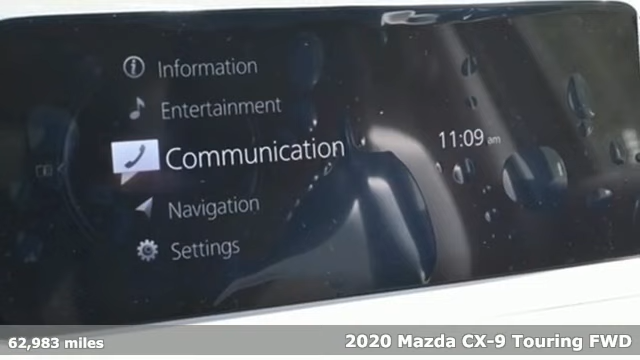 Information
Entertainment
Communication
11:09 am
Navigation
Settings
62,983 miles
2020 Mazda CX-9 Touring FWD